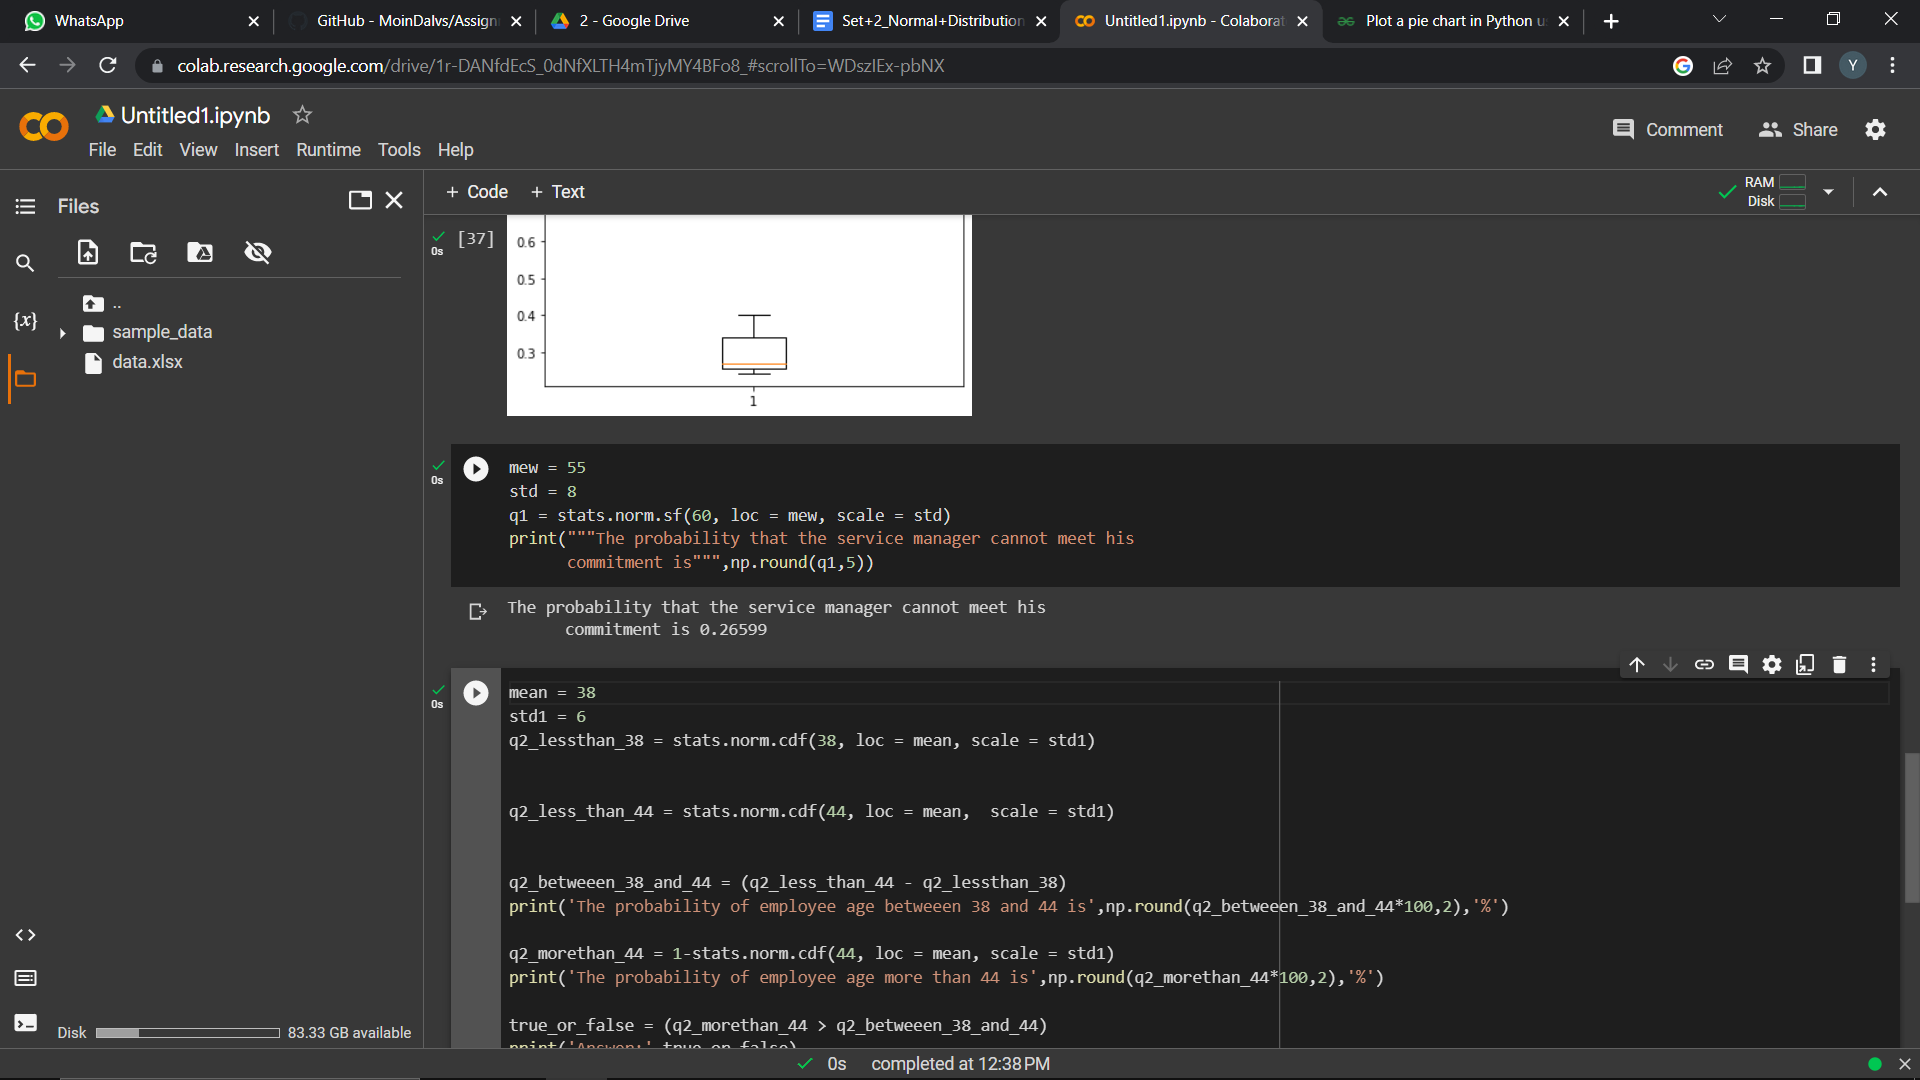 WhatsApp
GitHub - MoinDalvs/Assign
2 - Google Drive
Set+2_Normal+Distribution
Untitled1.ipynb - Colaborat
Plot a pie chart in Python u
colab.research.google.com/drive/1r-DANfdEcS_0dNfXLTH4mTjyMY4BFo8_#scrollTo=WDszlEx-pbNX
Y
Untitled1.ipynb
Comment
Share
File Edit View Insert Runtime Tools Help
Files
+ Code + Text
RAM
Disk
..
sample_data
data.xlsx
{x}
0s
[37]
0.6
0.5
0.4
0.3
1
0s
mew = 55
std = 8
q1 = stats.norm.sf(60, loc = mew, scale = std)
print("""The probability that the service manager cannot meet his
commitment is""",np.round(q1,5))
The probability that the service manager cannot meet his
commitment is 0.26599
0s
mean = 38
std1 = 6
q2_lessthan_38 = stats.norm.cdf(38, loc = mean, scale = std1)
q2_less_than_44 = stats.norm.cdf(44, loc = mean,  scale = std1)
q2_betweeen_38_and_44 = (q2_less_than_44 - q2_lessthan_38)
print('The probability of employee age betweeen 38 and 44 is',np.round(q2_betweeen_38_and_44*100,2),'%')
q2_morethan_44 = 1-stats.norm.cdf(44, loc = mean, scale = std1)
print('The probability of employee age more than 44 is',np.round(q2_morethan_44*100,2),'%')
true_or_false = (q2_morethan_44 > q2_betweeen_38_and_44)
print('Answer:',true_or_false)
Disk
83.33 GB available
0s completed at 12:38 PM